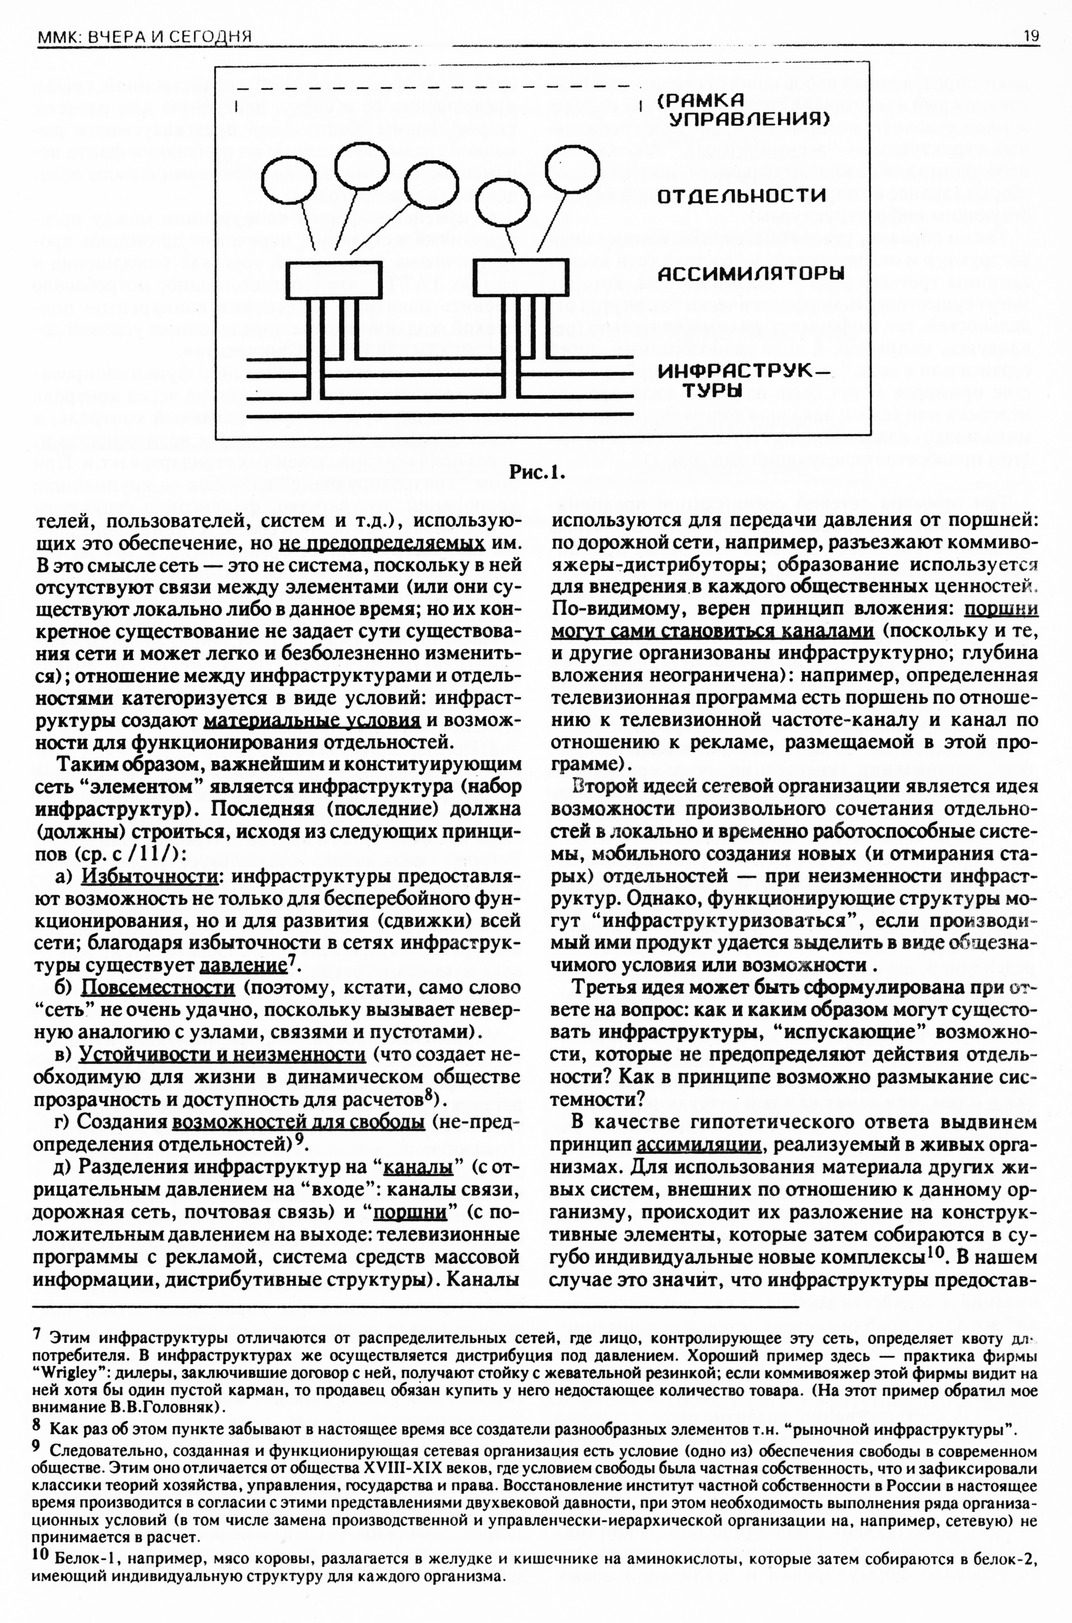 ММК: ВЧЕРА И СЕГОДНЯ
19
(РАМКА
УПРАВЛЕНИЯ)
ОТДЕЛЬНОСТИ
АССИМИЛЯТОРЫ
ИНФРАСТРУК–
ТУРЫ
Рис.1.
телей, пользователей, систем и т.д.), использую-
щих это обеспечение, но не предопределяемых им.
В это смысле сеть — это не система, поскольку в ней
отсутствуют связи между элементами (или они су-
ществуют локально либо в данное время; но их кон-
кретное существование не задает сути существова-
ния сети и может легко и безболезненно изменить-
ся); отношение между инфраструктурами и отдель-
ностями категоризуется в виде условий: инфраст-
руктуры создают материальные условия и возмож-
ности для функционирования отдельностей.
Таким образом, важнейшим и конституирующим
сеть “элементом” является инфраструктура (набор
инфраструктур). Последняя (последние) должна
(должны) строиться, исходя из следующих принци-
пов (ср. с /11/):
а) Избыточности: инфраструктуры предоставля-
ют возможность не только для бесперебойного фун-
кционирования, но и для развития (сдвижки) всей
сети; благодаря избыточности в сетях инфраструк-
туры существует давление7.
б) Повсеместности (поэтому, кстати, само слово
“сеть” не очень удачно, поскольку вызывает невер-
ную аналогию с узлами, связями и пустотами).
в) Устойчивости и неизменности (что создает не-
обходимую для жизни в динамическом обществе
прозрачность и доступность для расчетов8).
г) Создания возможностей для свободы (не-пред-
определения отдельностей)9.
д) Разделения инфраструктур на “каналы” (с от-
рицательным давлением на “входе”: каналы связи,
дорожная сеть, почтовая связь) и “поршни” (с по-
ложительным давлением на выходе: телевизионные
программы с рекламой, система средств массовой
информации, дистрибутивные структуры). Каналы
используются для передачи давления от поршней:
по дорожной сети, например, разъезжают коммиво-
яжеры-дистрибуторы; образование используется
для внедрения в каждого общественных ценностей.
По-видимому, верен принцип вложения: поршни
могут сами становиться каналами (поскольку и те,
и другие организованы инфраструктурно; глубина
вложения неограничена): например, определенная
телевизионная программа есть поршень по отноше-
нию к телевизионной частоте-каналу и канал по
отношению к рекламе, размещаемой в этой про-
грамме).
Второй идеей сетевой организации является идея
возможности произвольного сочетания отдельно-
стей в локально и временно работоспособные систе-
мы, мобильного создания новых (и отмирания ста-
рых) отдельностей — при неизменности инфраст-
руктур. Однако, функционирующие структуры мо-
гут “инфраструктуризоваться”, если производи-
мый ими продукт удается выделить в виде общезна-
чимого условия или возможности .
Третья идея может быть сформулирована при от-
вете на вопрос: как и каким образом могут существо-
вать инфраструктуры, “испускающие” возможно-
сти, которые не предопределяют действия отдель-
ности? Как в принципе возможно размыкание сис-
темности?
В качестве гипотетического ответа выдвинем
принцип ассимиляции, реализуемый в живых орга-
низмах. Для использования материала других жи-
вых систем, внешних по отношению к данному ор-
ганизму, происходит их разложение на конструк-
тивные элементы, которые затем собираются в су-
губо индивидуальные новые комплексы10. В нашем
случае это значит, что инфраструктуры предостав-
7 Этим инфраструктуры отличаются от распределительных сетей, где лицо, контролирующее эту сеть, определяет квоту для
потребителя. В инфраструктурах же осуществляется дистрибуция под давлением. Хороший пример здесь — практика фирмы
“Wrigley”: дилеры, заключившие договор с ней, получают стойку с жевательной резинкой; если коммивояжер этой фирмы видит на
ней хотя бы один пустой карман, то продавец обязан купить у него недостающее количество товара. (На этот пример обратил мое
внимание В.В.Головняк).
8 Как раз об этом пункте забывают в настоящее время все создатели разнообразных элементов т.н. “рыночной инфраструктуры”.
9 Следовательно, созданная и функционирующая сетевая организация есть условие (одно из) обеспечения свободы в современном
обществе. Этим оно отличается от общества XVIII-XIX веков, где условием свободы была частная собственность, что и зафиксировали
классики теорий хозяйства, управления, государства и права. Восстановление институт частной собственности в России в настоящее
время производится в согласии с этими представлениями двухвековой давности, при этом необходимость выполнения ряда организа-
ционных условий (в том числе замена производственной и управленчески-иерархической организации на, например, сетевую) не
принимается в расчет.
10 Белок-1, например, мясо коровы, разлагается в желудке и кишечнике на аминокислоты, которые затем собираются в белок-2,
имеющий индивидуальную структуру для каждого организма.